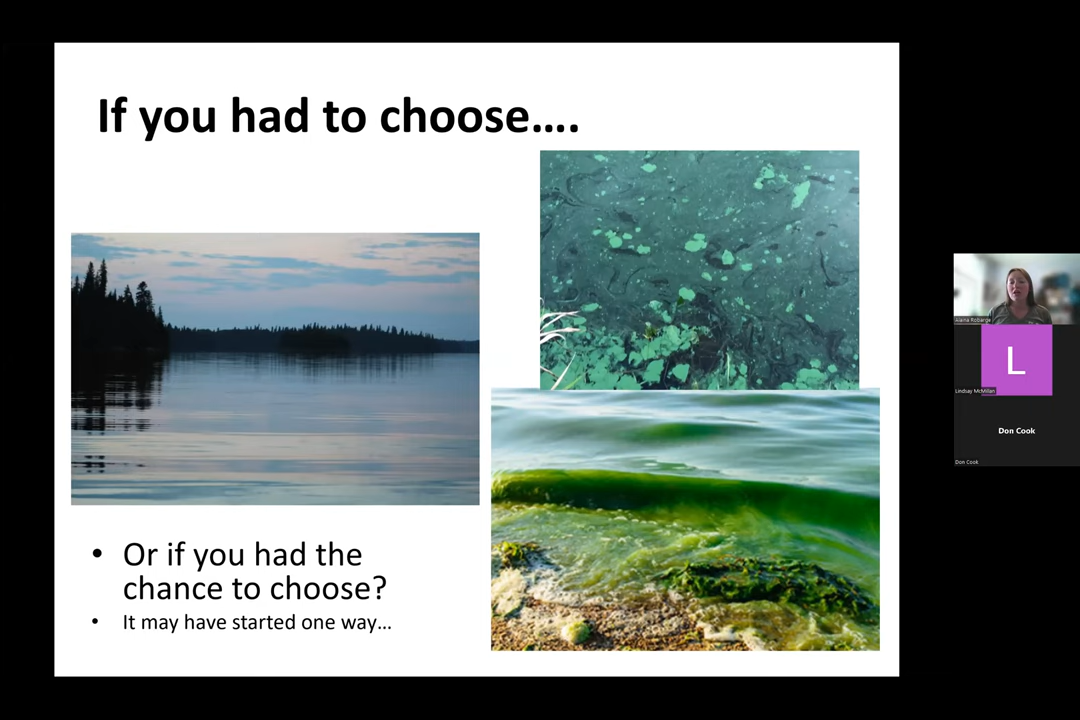 If you had to choose....
• Or if you had the
chance to choose?
• It may have started one way...
Alaina Roberge
L
Lindsay McMillan
Don Cook
Don Cook